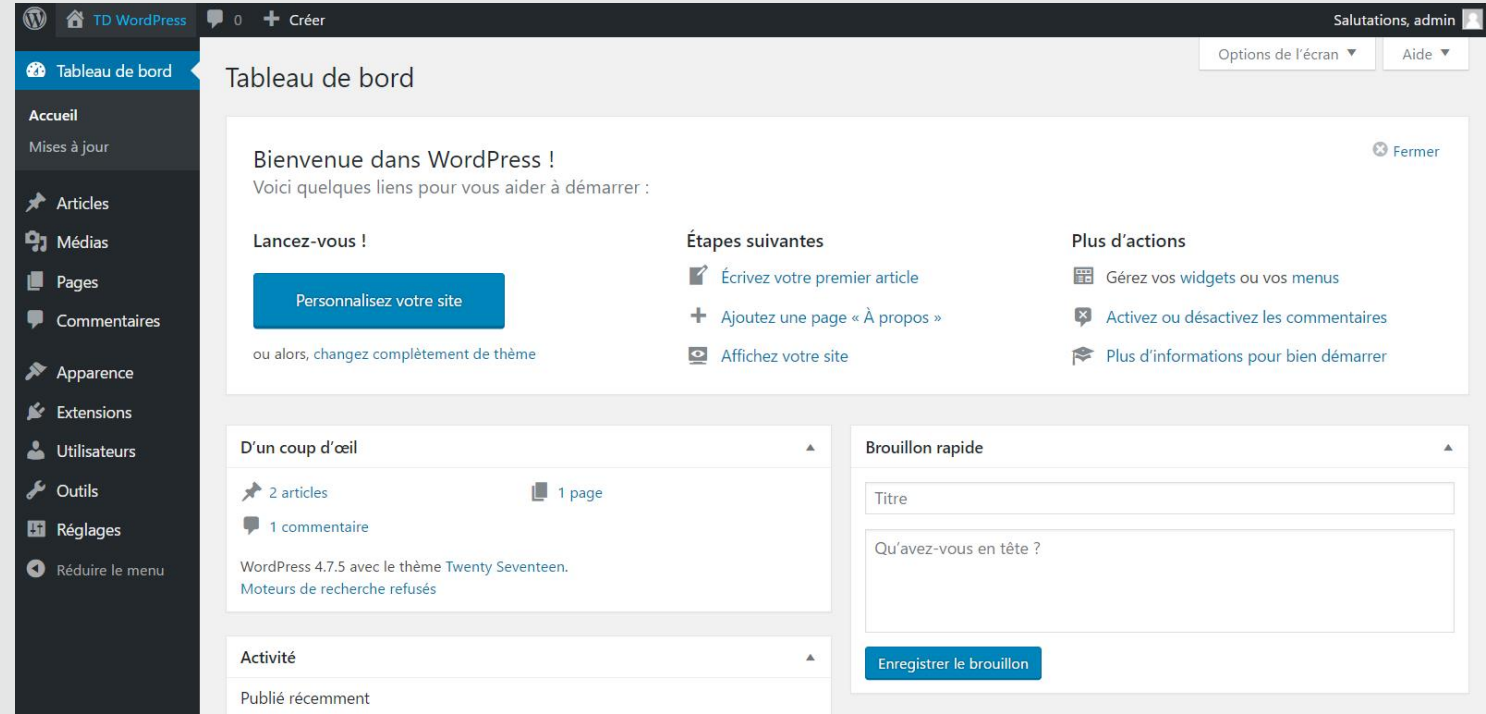 TD WordPress 0 Créer Salutations, admin
Options de l'écran Aide
Tableau de bord
Accueil
Mises à jour
Articles
Médias
Pages
Commentaires
Apparence
Extensions
Utilisateurs
Outils
Réglages
Réduire le menu
Tableau de bord
Bienvenue dans WordPress !
Fermer
Voici quelques liens pour vous aider à démarrer :
Lancez-vous !
Personnalisez votre site
ou alors, changez complètement de thème
Étapes suivantes
Écrivez votre premier article
Ajoutez une page « À propos »
Affichez votre site
Plus d'actions
Gérez vos widgets ou vos menus
Activez ou désactivez les commentaires
Plus d'informations pour bien démarrer
D'un coup d'œil
2 articles 1 page
1 commentaire
WordPress 4.7.5 avec le thème Twenty Seventeen.
Moteurs de recherche refusés
Activité
Publié récemment
Brouillon rapide
Titre
Qu'avez-vous en tête ?
Enregistrer le brouillon